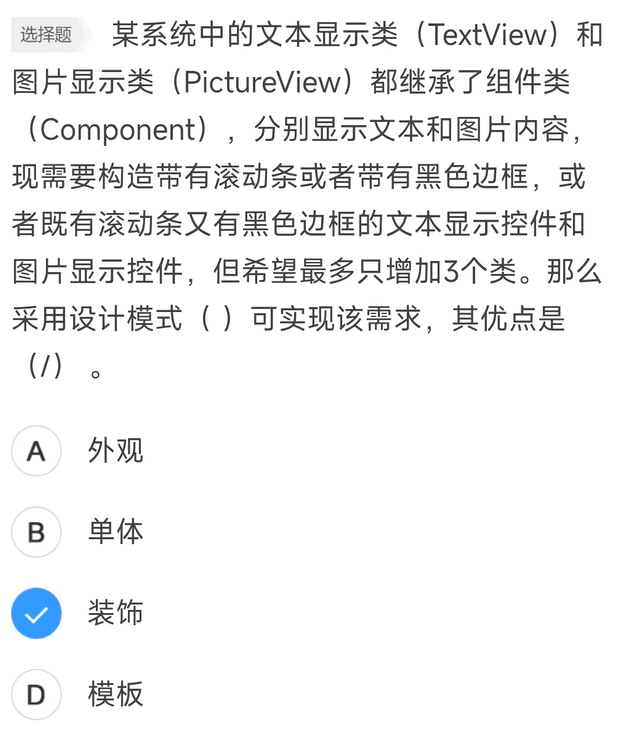 选择题 某系统中的文本显示类（TextView）和
图片显示类（PictureView）都继承了组件类
（Component），分别显示文本和图片内容，
现需要构造带有滚动条或者带有黑色边框，或
者既有滚动条又有黑色边框的文本显示控件和
图片显示控件，但希望最多只增加3个类。那么
采用设计模式（ ）可实现该需求，其优点是
（/） 。
A 外观
B 单体
装饰
D 模板